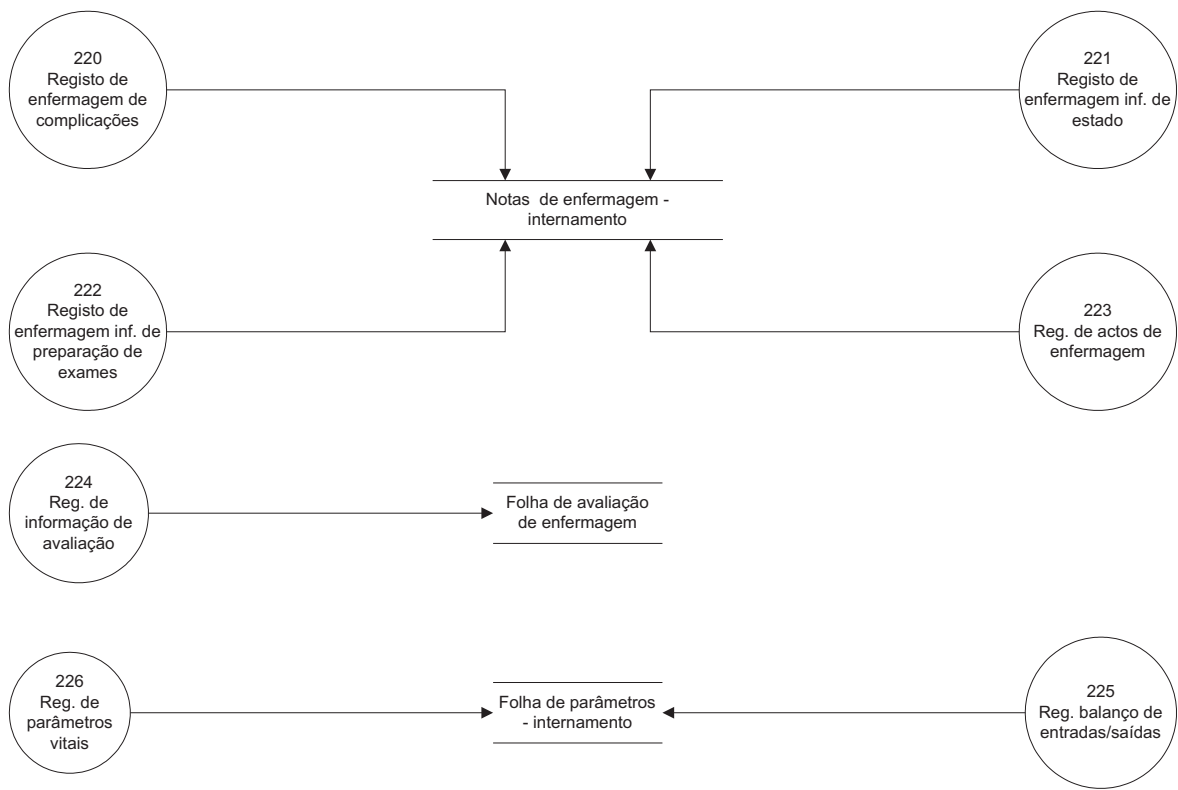 220
Registo de
enfermagem de
complicações
221
Registo de
enfermagem inf. de
estado
Notas de enfermagem -
internamento
222
Registo de
enfermagem inf. de
preparação de
exames
223
Reg. de actos de
enfermagem
224
Reg. de
informação de
avaliação
Folha de avaliação
de enfermagem
226
Reg. de
parâmetros
vitais
Folha de parâmetros
- internamento
225
Reg. balanço de
entradas/saídas